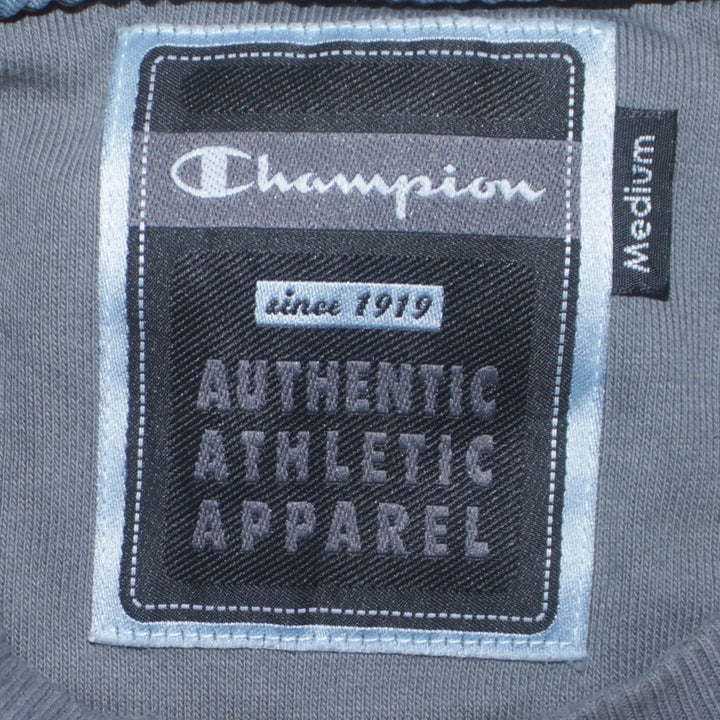 Champion
Medium
since 1919
AUTHENTIC
ATHLETIC
APPAREL